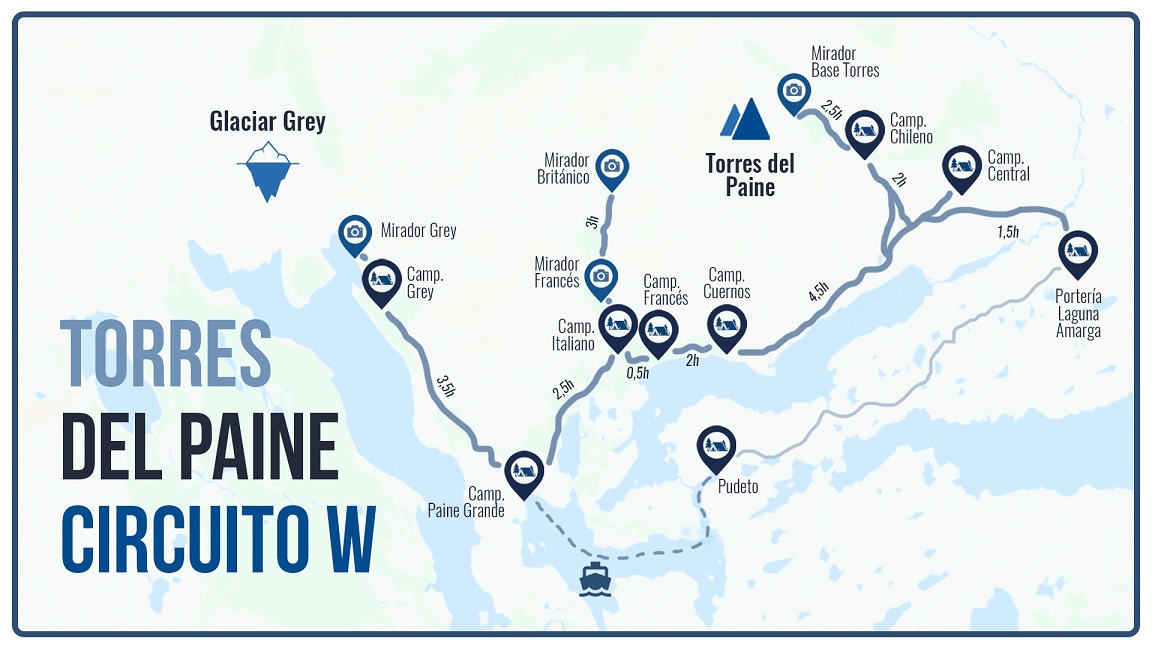 Mirador
Base Torres
2,5h
Camp.
Chileno
Glaciar Grey
Torres del
Paine
Mirador
Británico
2h
Camp.
Central
3h
Mirador Grey
1,5h
Camp.
Grey
Mirador
Francés
Camp.
Francés
Camp.
Cuernos
4,5h
Portería
Laguna
Amarga
Camp.
Italiano
0,5h
2h
3,5h
2,5h
TORRES
DEL PAINE
CIRCUITO W
Camp.
Paine Grande
Pudeto